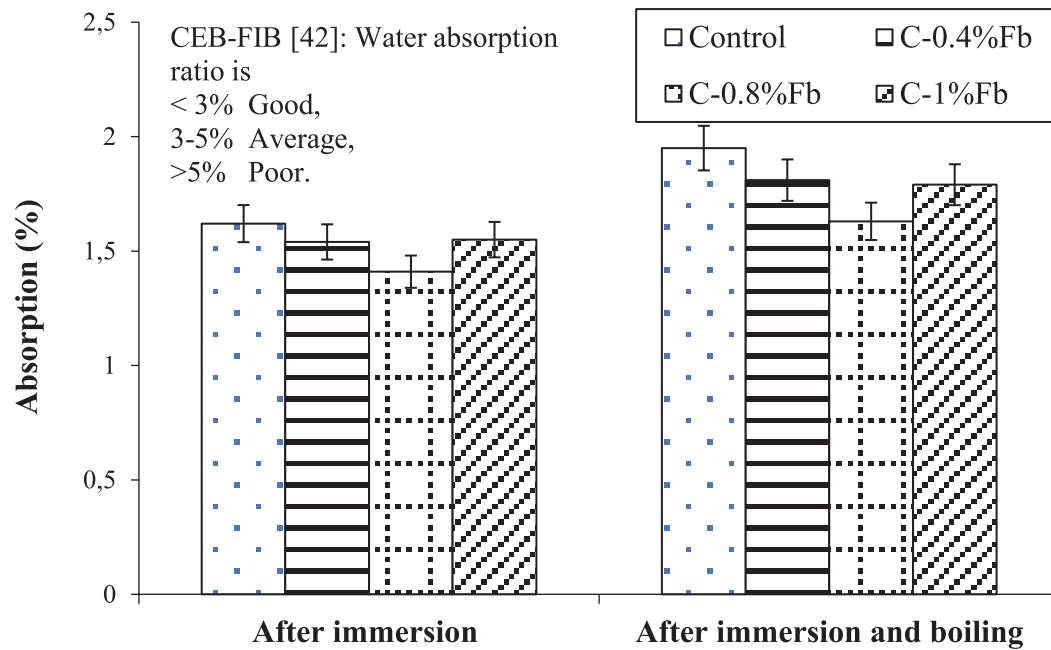 2,5
2
1,5
1
0,5
0
Absorption (%)
CEB-FIB [42]: Water absorption
ratio is
< 3% Good,
3-5% Average,
>5% Poor.
Control
C-0.4%Fb
C-0.8%Fb
C-1%Fb
After immersion
After immersion and boiling